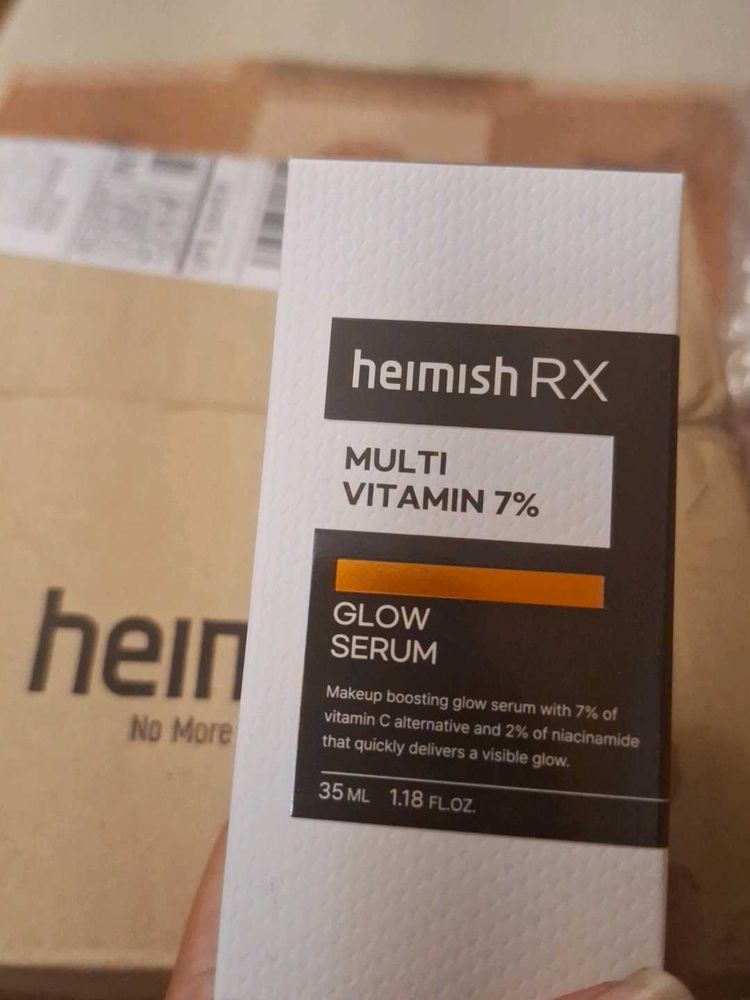 heimish RX
MULTI
VITAMIN 7%
GLOW
SERUM
Makeup boosting glow serum with 7% of
vitamin C alternative and 2% of niacinamide
that quickly delivers a visible glow.
35 ML 1.18 FL.OZ.
No More